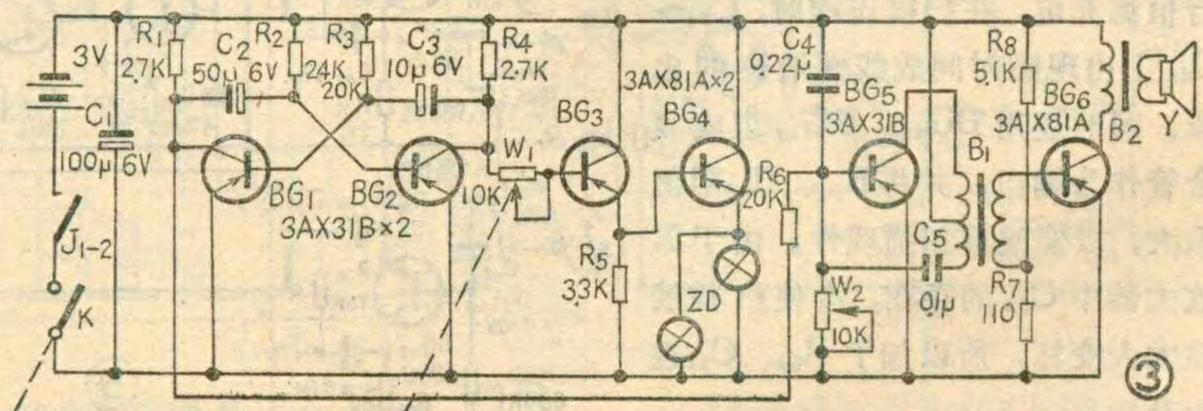 3V
C1
100μ 6V
J1-2
K
R1
2.7K
C2
50μ 6V
R2
24K
R3
20K
C3
10μ 6V
R4
2.7K
BG1
BG2
3AX31B×2
W1
10K
BG3
R5
3.3K
3AX81A×2
BG4
ZD
R6
20K
C4
0.22μ
BG5
3AX31B
W2
10K
C5
0.1μ
B1
R8
5.1K
BG6
3AX81A
R7
110
B2
Y
③